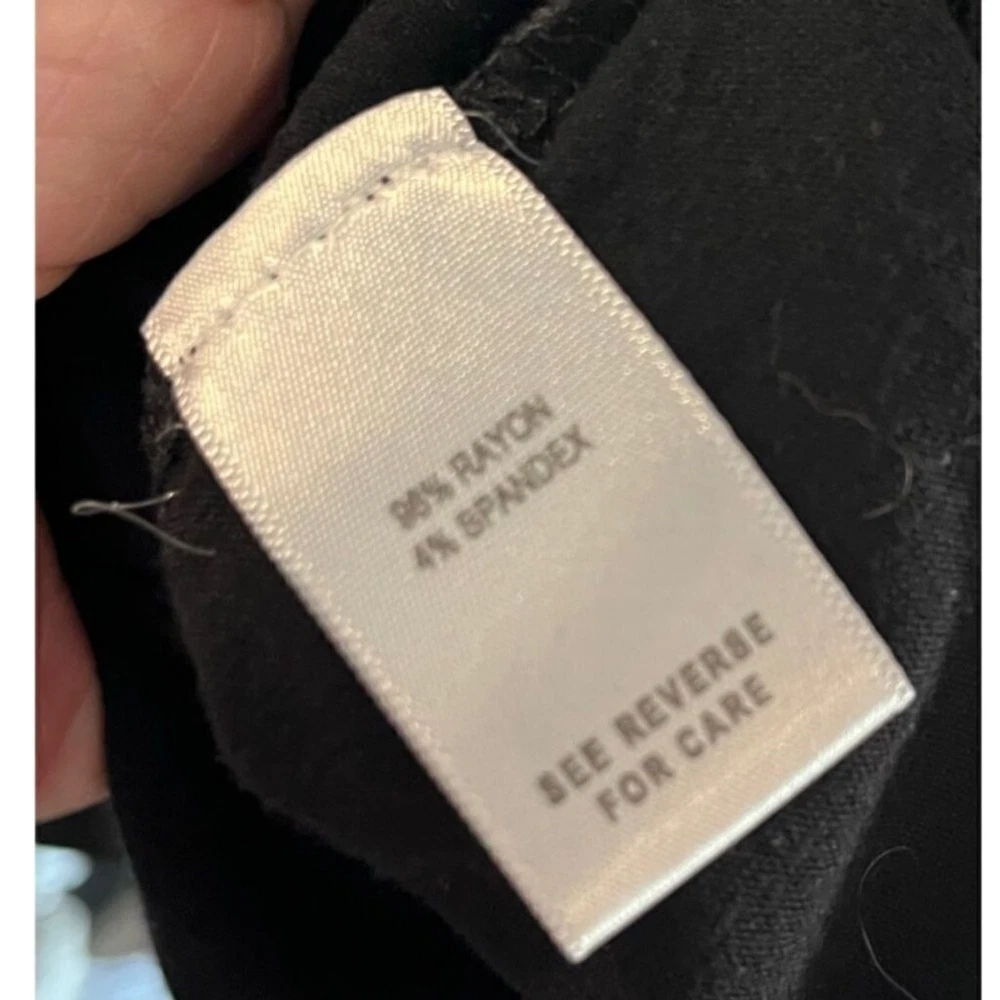 96% RAYON
4% SPANDEX
SEE REVERSE
FOR CARE